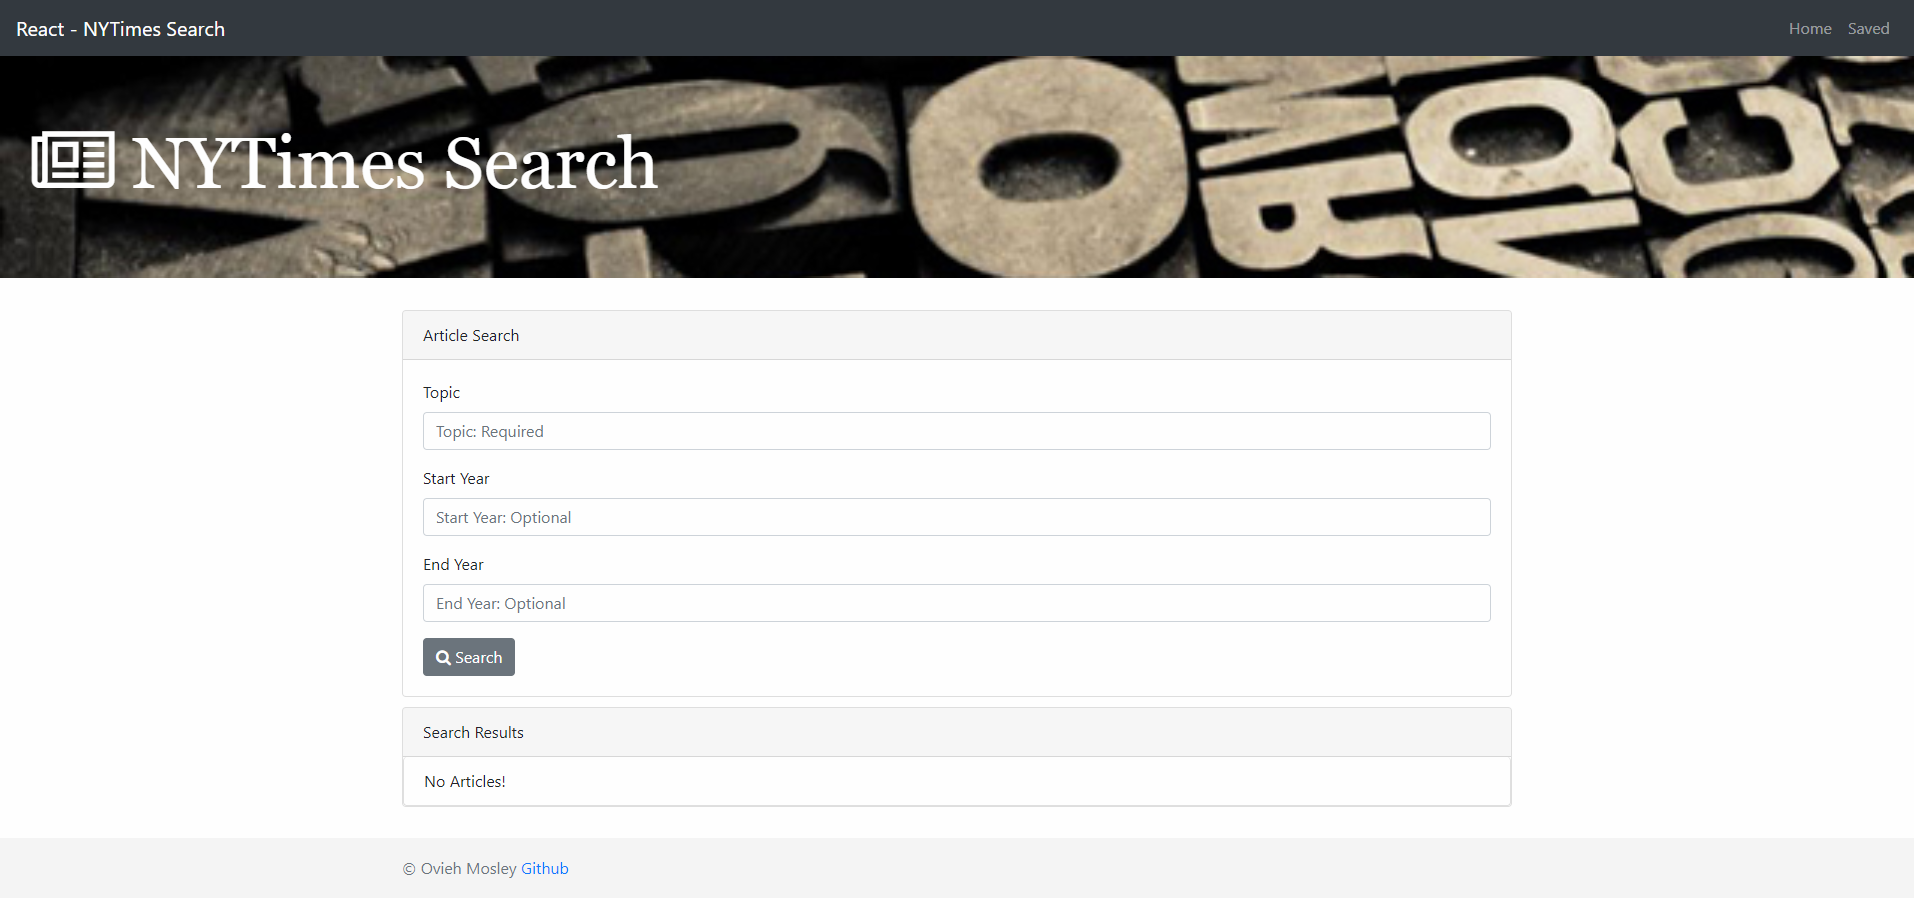 React - NYTimes Search Home Saved
NYTimes Search
Article Search
Topic
Topic: Required
Start Year
Start Year: Optional
End Year
End Year: Optional
Search
Search Results
No Articles!
© Ovieh Mosley Github